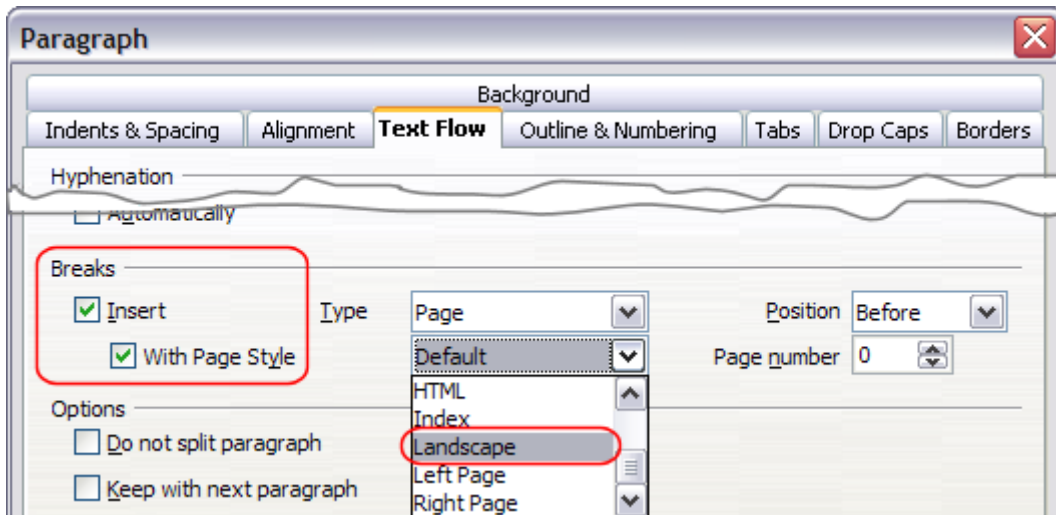 Paragraph
Background
Indents & Spacing Alignment Text Flow Outline & Numbering Tabs Drop Caps Borders
Hyphenation
Automatically
Breaks
Insert Type Page Position Before
With Page Style Default Page number 0
HTML
Index
Options
Landscape
Do not split paragraph
Left Page
Keep with next paragraph
Right Page